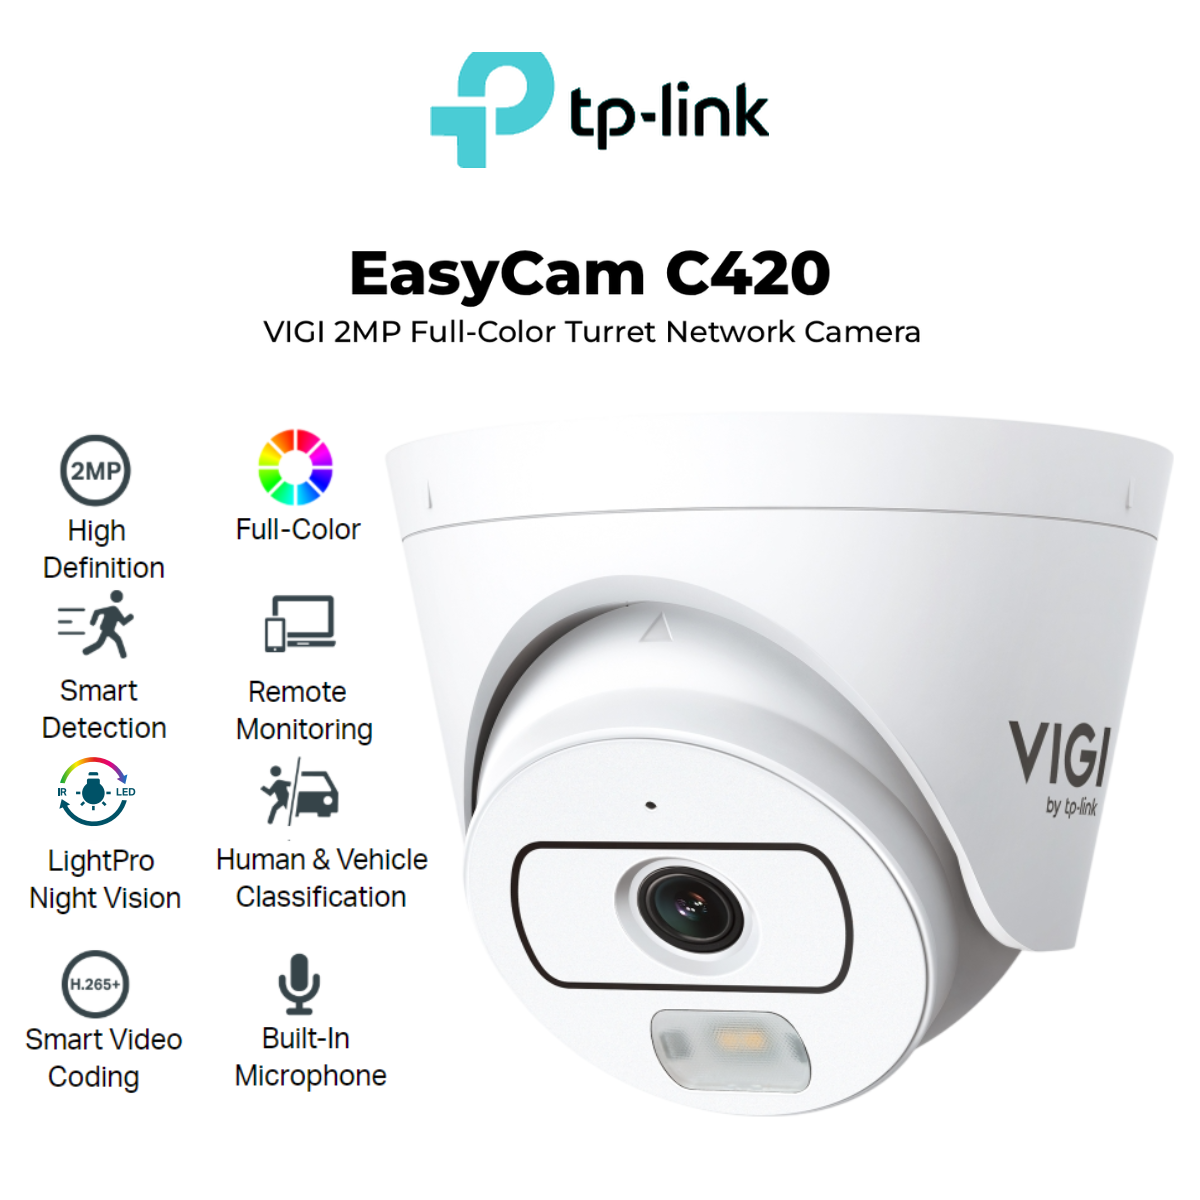 tp-link
EasyCam C420
VIGI 2MP Full-Color Turret Network Camera
2MP
High
Definition
Full-Color
Smart
Detection
Remote
Monitoring
IR
LED
LightPro
Night Vision
Human & Vehicle
Classification
H.265+
Smart Video
Coding
Built-In
Microphone
VIGI
by tp-link